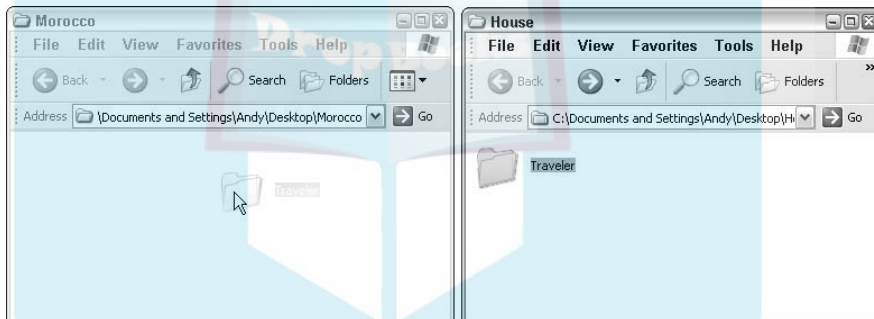 Morocco
File Edit View Favorites Tools Help
Back Search Folders
Address \Documents and Settings\Andy\Desktop\Morocco Go
Traveler
House
File Edit View Favorites Tools Help
Back Search Folders »
Address C:\Documents and Settings\Andy\Desktop\H Go
Traveler